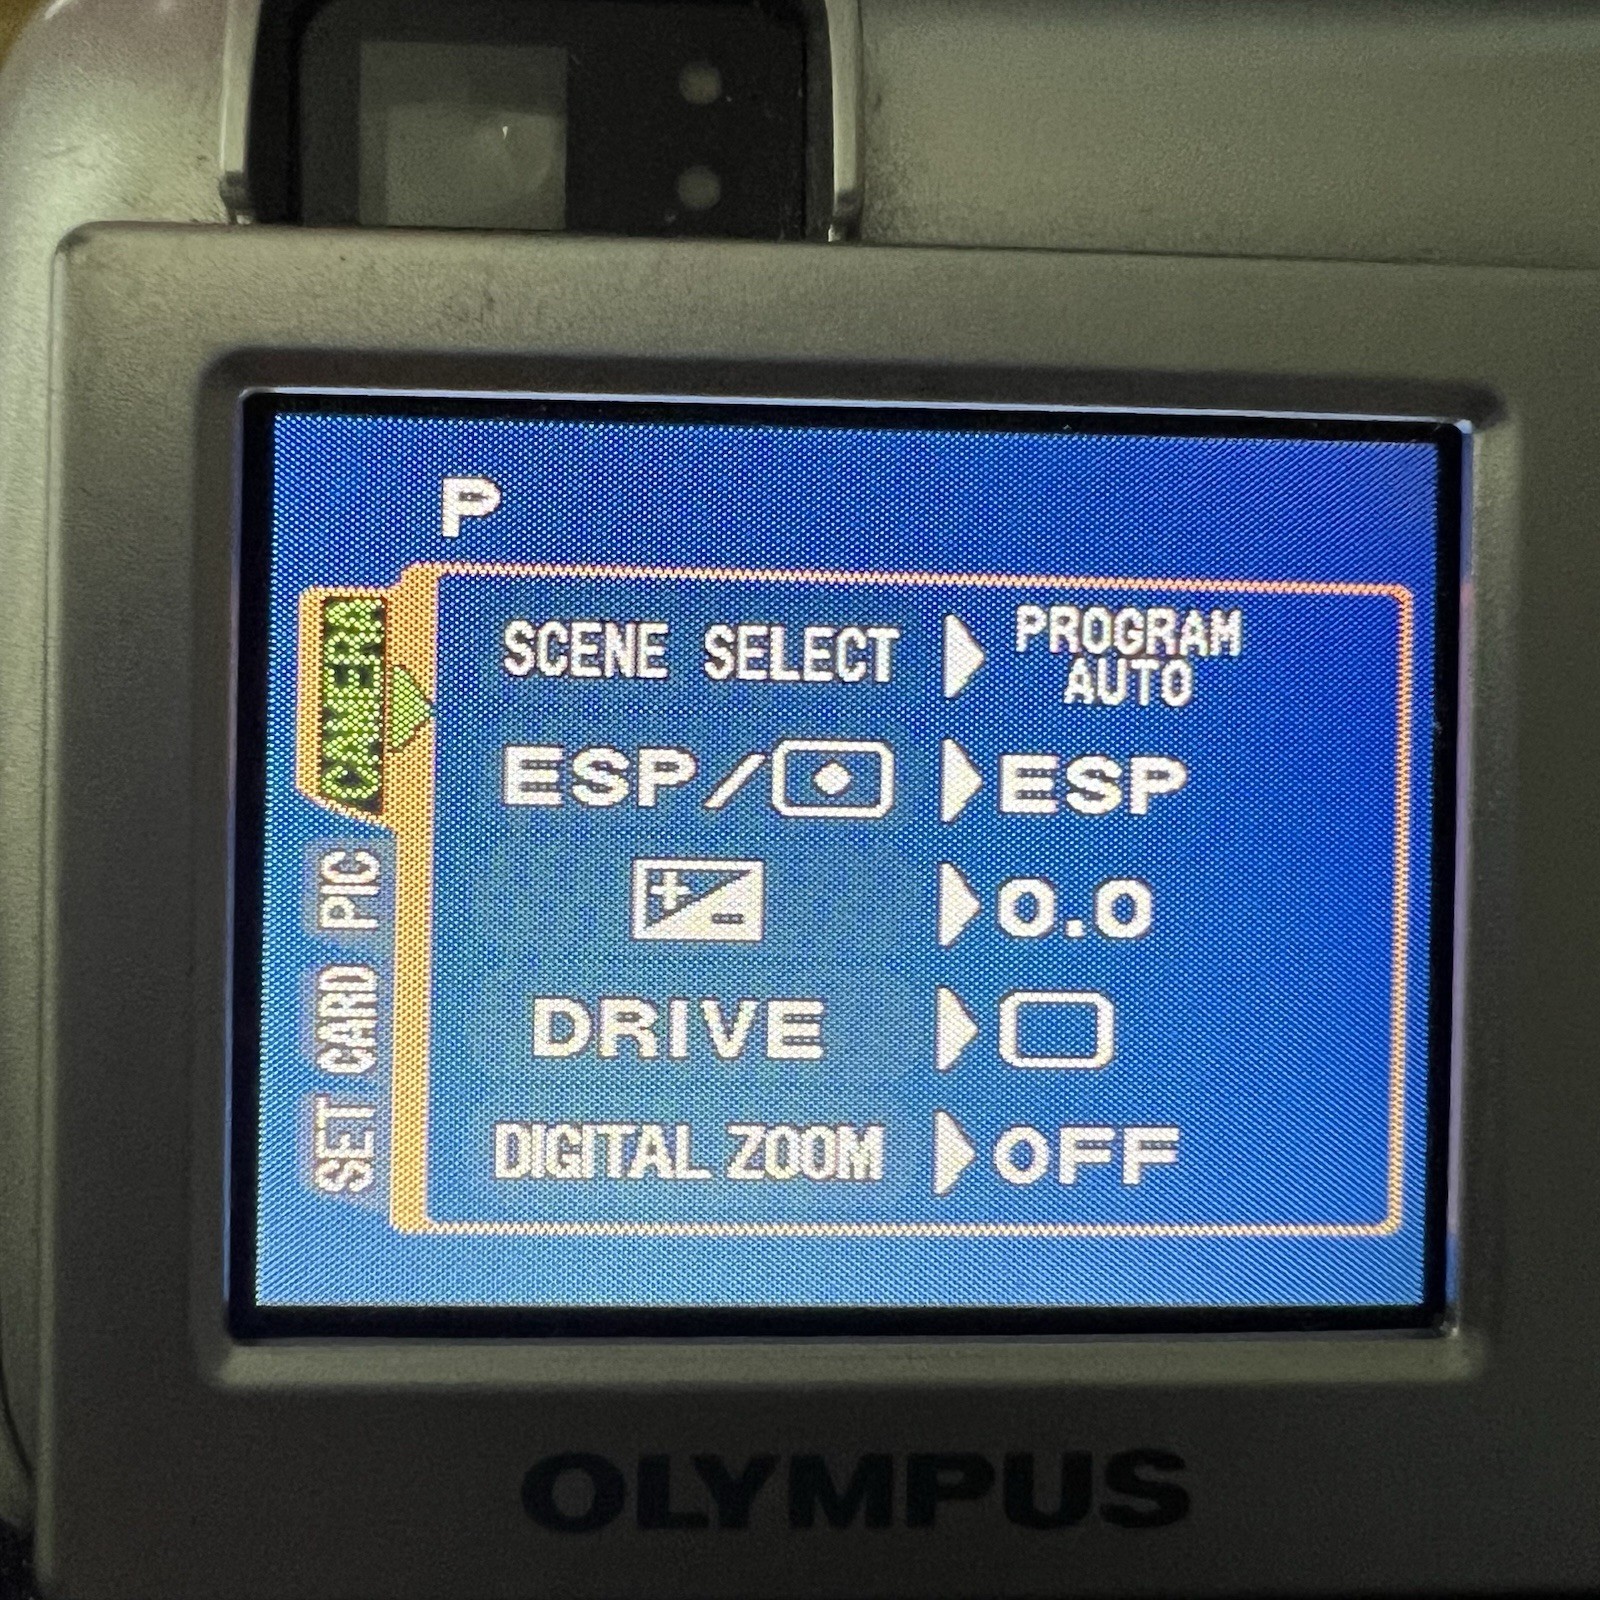 P
CAMERA
PIC
CARD
SET
SCENE SELECT PROGRAM AUTO
ESP/ ESP
+ - 0.0
DRIVE
DIGITAL ZOOM OFF
OLYMPUS